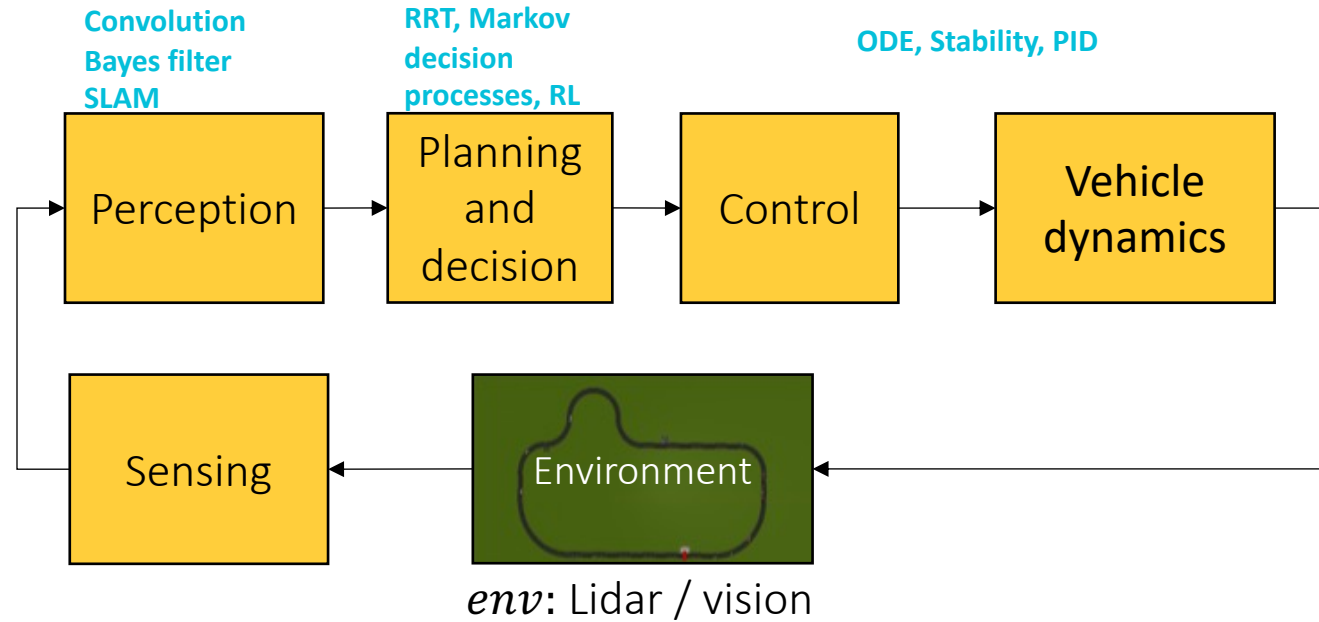 Convolution
Bayes filter
SLAM
RRT, Markov
decision
processes, RL
ODE, Stability, PID
Perception
Planning
and
decision
Control
Vehicle
dynamics
Sensing
Environment
env: Lidar / vision